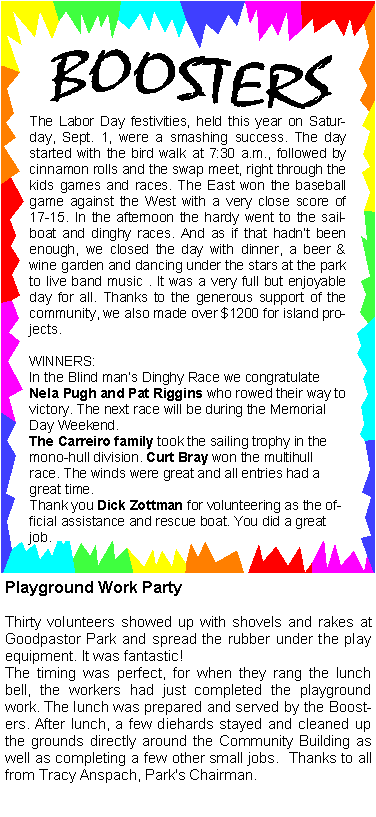 BOOSTERS
The Labor Day festivities, held this year on Satur-
day, Sept. 1, were a smashing success. The day
started with the bird walk at 7:30 a.m., followed by
cinnamon rolls and the swap meet, right through the
kids games and races. The East won the baseball
game against the West with a very close score of
17-15. In the afternoon the hardy went to the sail-
boat and dinghy races. And as if that hadn't been
enough, we closed the day with dinner, a beer &
wine garden and dancing under the stars at the park
to live band music . It was a very full but enjoyable
day for all. Thanks to the generous support of the
community, we also made over $1200 for island pro-
jects.
WINNERS:
In the Blind man's Dinghy Race we congratulate
Nela Pugh and Pat Riggins who rowed their way to
victory. The next race will be during the Memorial
Day Weekend.
The Carreiro family took the sailing trophy in the
mono-hull division. Curt Bray won the multihull
race. The winds were great and all entries had a
great time.
Thank you Dick Zottman for volunteering as the of-
ficial assistance and rescue boat. You did a great
job.
Playground Work Party
Thirty volunteers showed up with shovels and rakes at
Goodpastor Park and spread the rubber under the play
equipment. It was fantastic!
The timing was perfect, for when they rang the lunch
bell, the workers had just completed the playground
work. The lunch was prepared and served by the Boost-
ers. After lunch, a few diehards stayed and cleaned up
the grounds directly around the Community Building as
well as completing a few other small jobs.  Thanks to all
from Tracy Anspach, Park's Chairman.